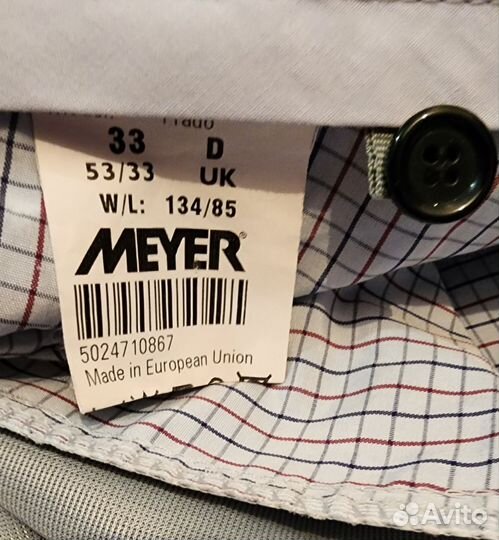 33 D
53/33 UK
W/L: 134/85
MEYER®
5024710867
Made in European Union
Avito